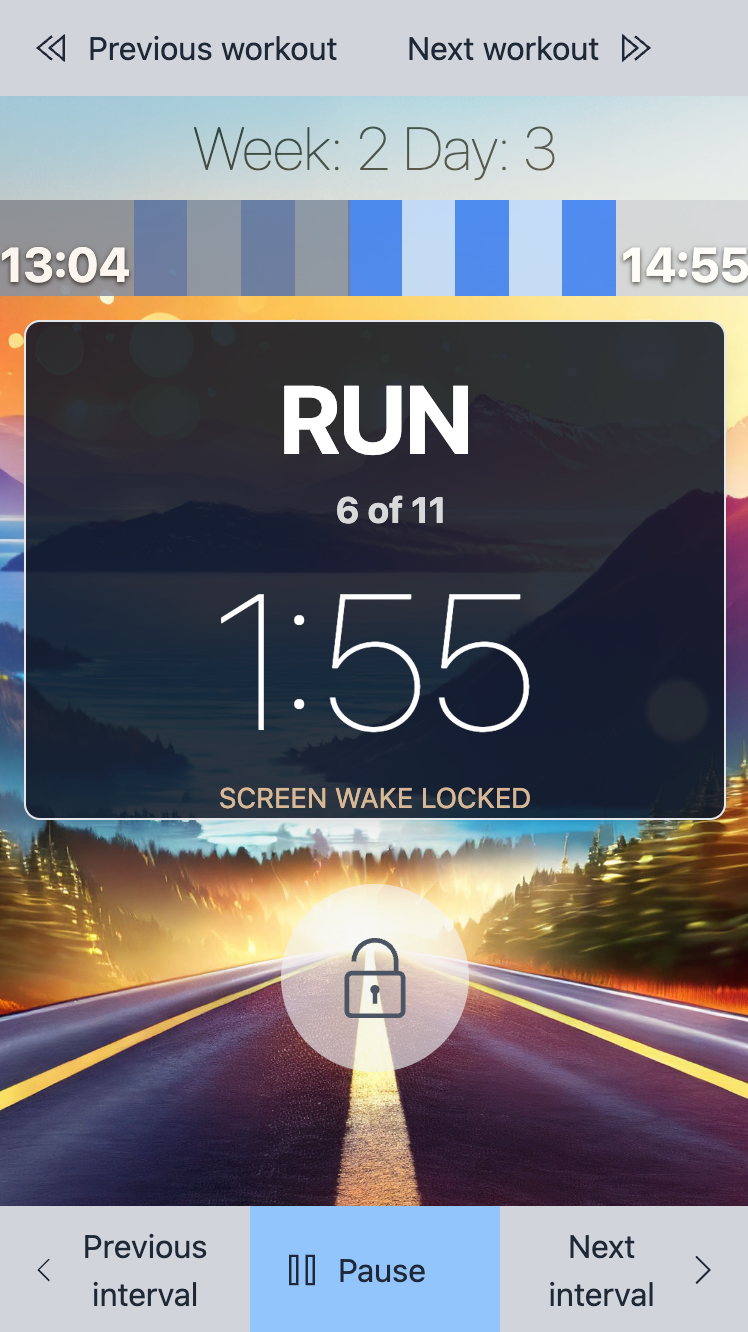 Previous workout
Next workout
Week: 2 Day: 3
13:04
14:55
RUN
6 of 11
1:55
SCREEN WAKE LOCKED
Previous
interval
Pause
Next
interval